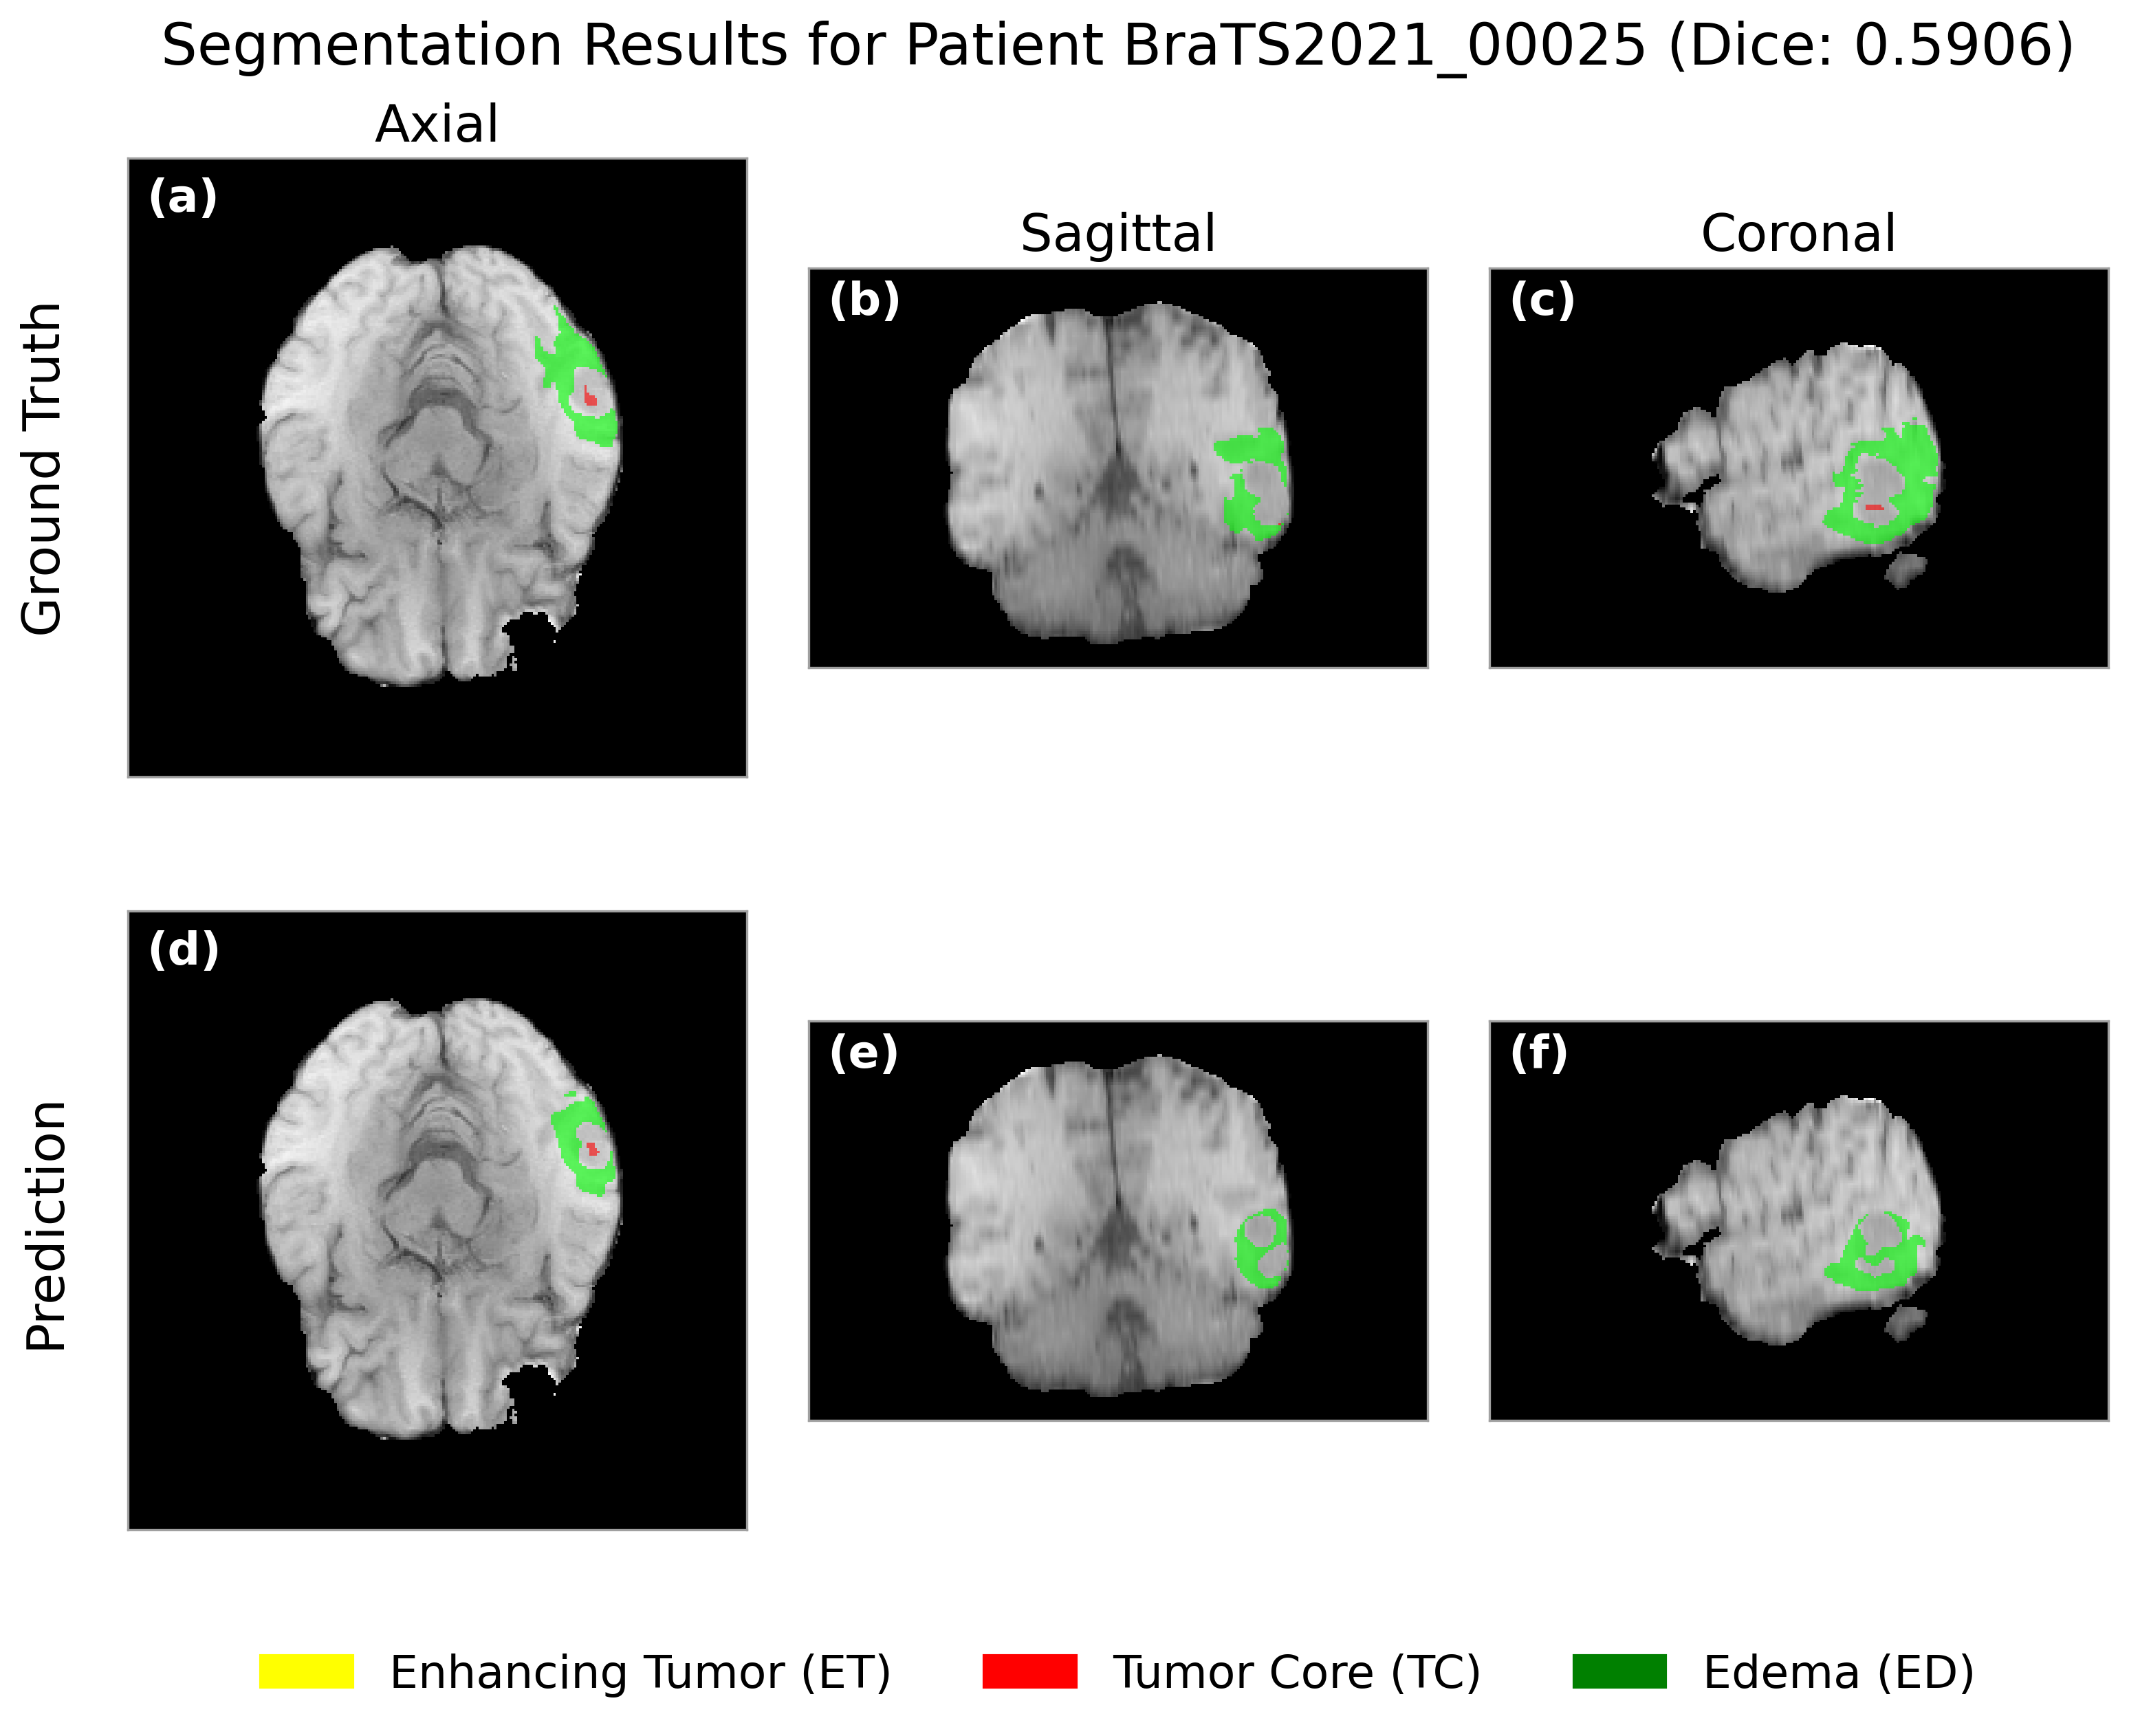 Segmentation Results for Patient BraTS2021_00025 (Dice: 0.5906)
Axial
Sagittal
Coronal
Ground Truth
(a)
(b)
(c)
Prediction
(d)
(e)
(f)
Enhancing Tumor (ET)
Tumor Core (TC)
Edema (ED)